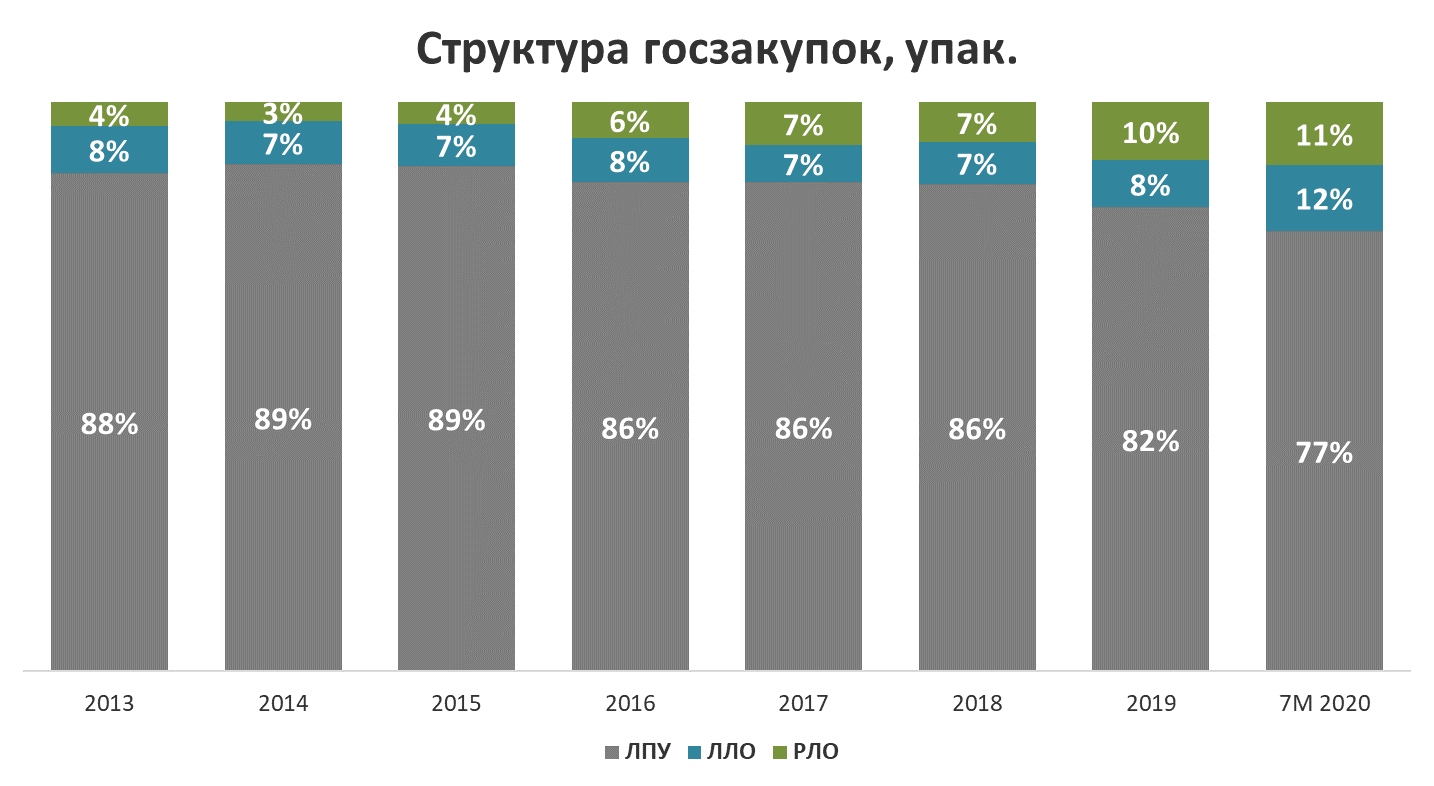 Структура госзакупок, упак.
4% 3% 4% 6% 7% 7% 10% 11%
8% 7% 7% 8% 7% 7% 8% 12%
88% 89% 89% 86% 86% 86% 82% 77%
2013 2014 2015 2016 2017 2018 2019 7М 2020
ЛПУ ЛЛО РЛО